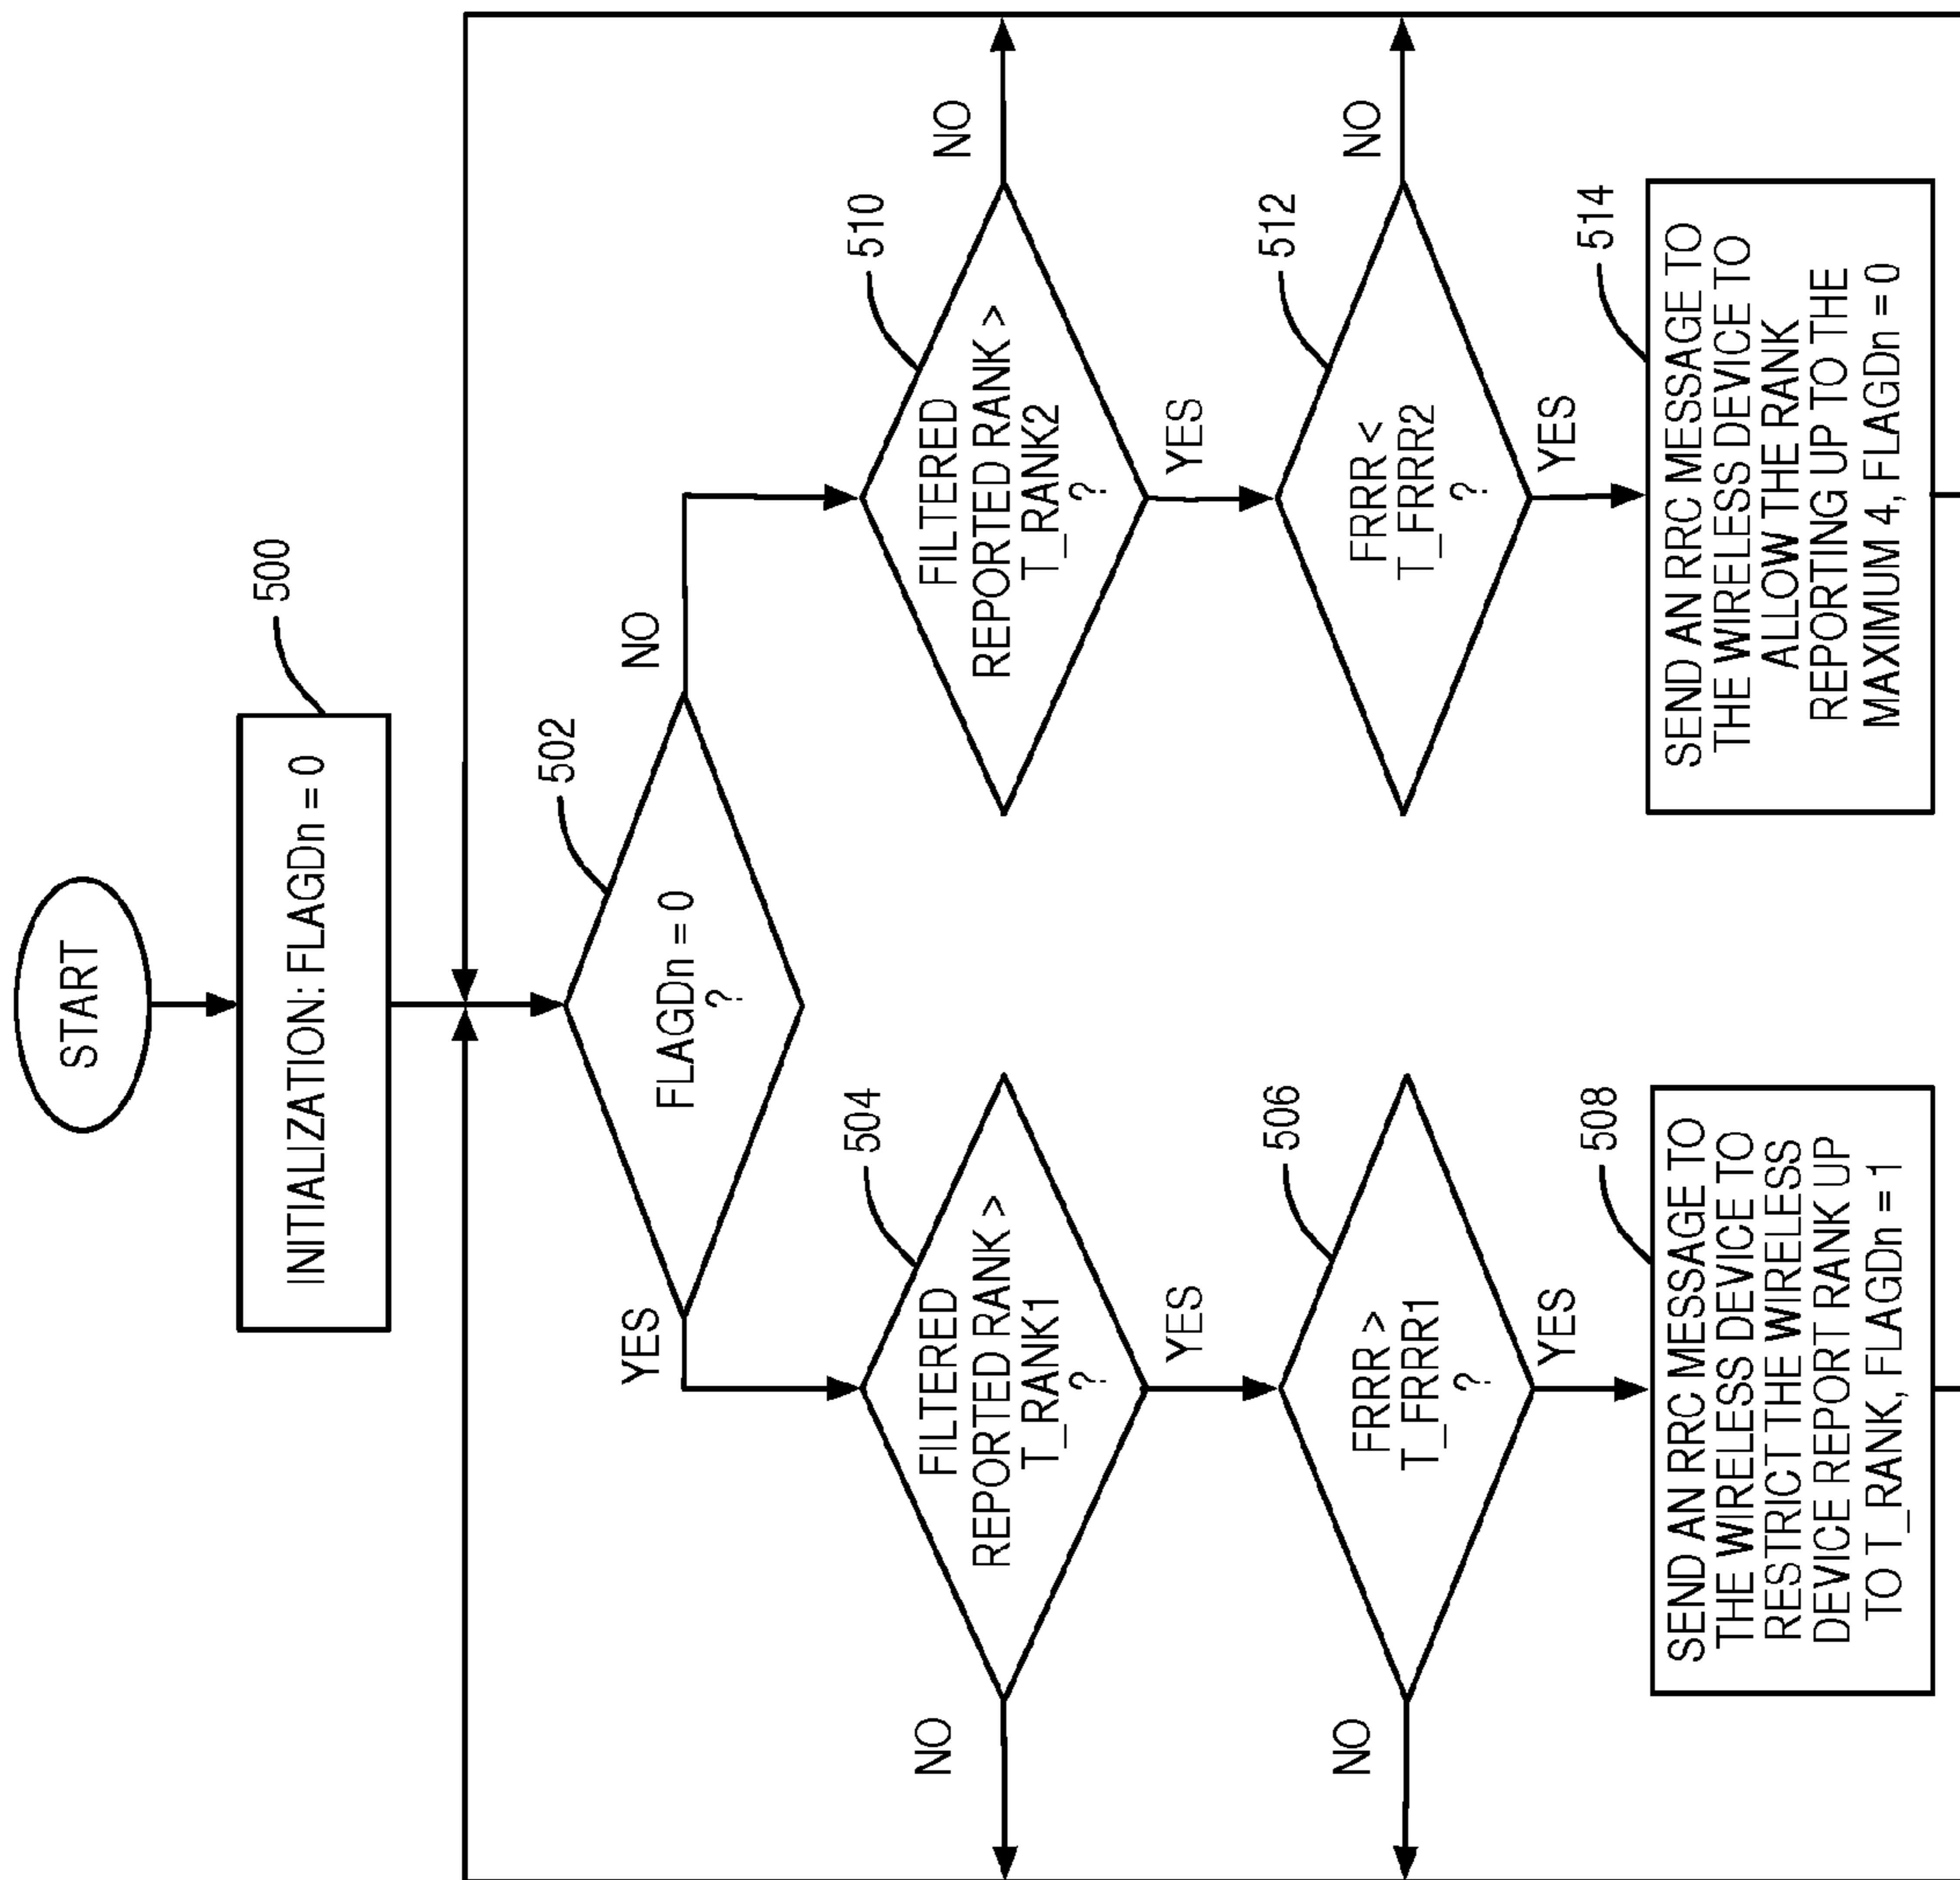 START
500
INITIALIZATION: FLAGDn = 0
502
FLAGDn = 0
?
YES
NO
504
FILTERED
REPORTED RANK >
T_RANK1
?
NO
YES
506
FRRR >
T_FRRR1
?
NO
YES
508
SEND AN RRC MESSAGE TO
THE WIRELESS DEVICE TO
RESTRICT THE WIRELESS
DEVICE REPORT RANK UP
TO T_RANK, FLAGDn = 1
510
FILTERED
REPORTED RANK >
T_RANK2
?
NO
YES
512
FRRR <
T_FRRR2
?
NO
YES
514
SEND AN RRC MESSAGE TO
THE WIRELESS DEVICE TO
ALLOW THE RANK
REPORTING UP TO THE
MAXIMUM 4, FLAGDn = 0